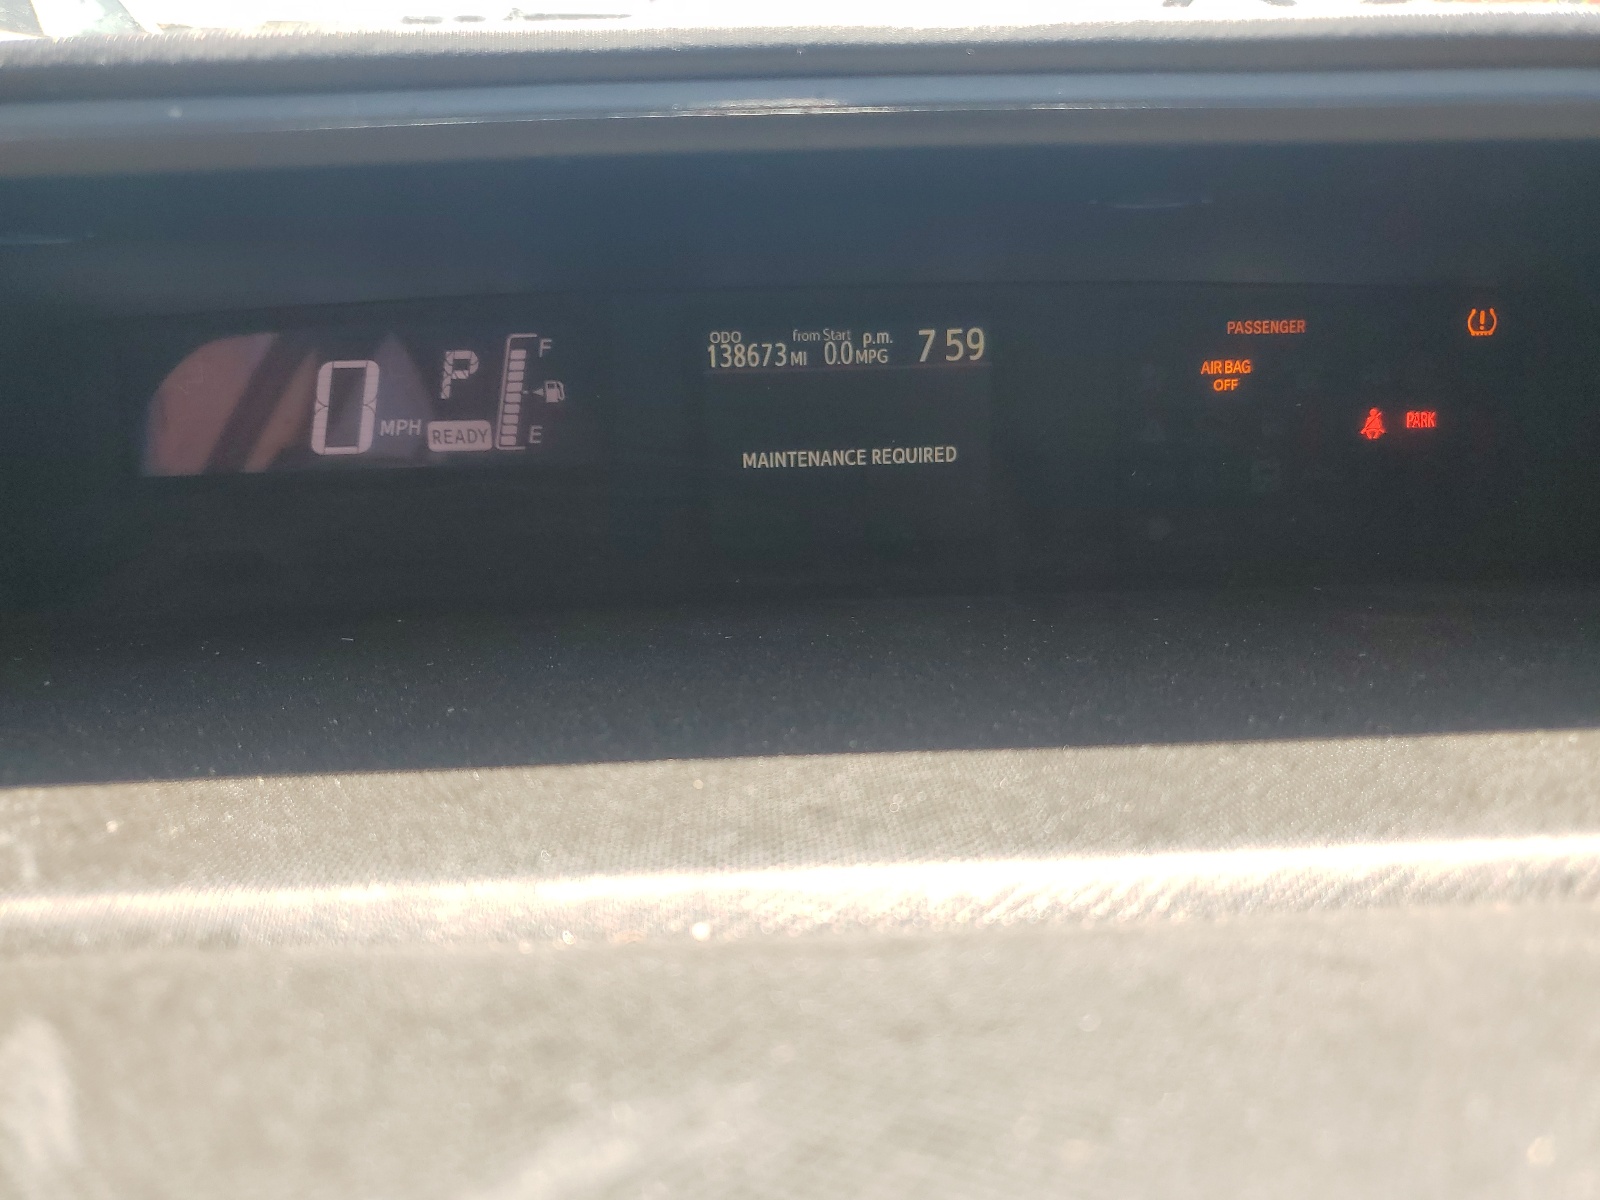 0 MPH
P
READY
F
E
ODO
138673 MI
from Start
0.0 MPG
p.m.
7 59
MAINTENANCE REQUIRED
PASSENGER
AIR BAG
OFF
PARK